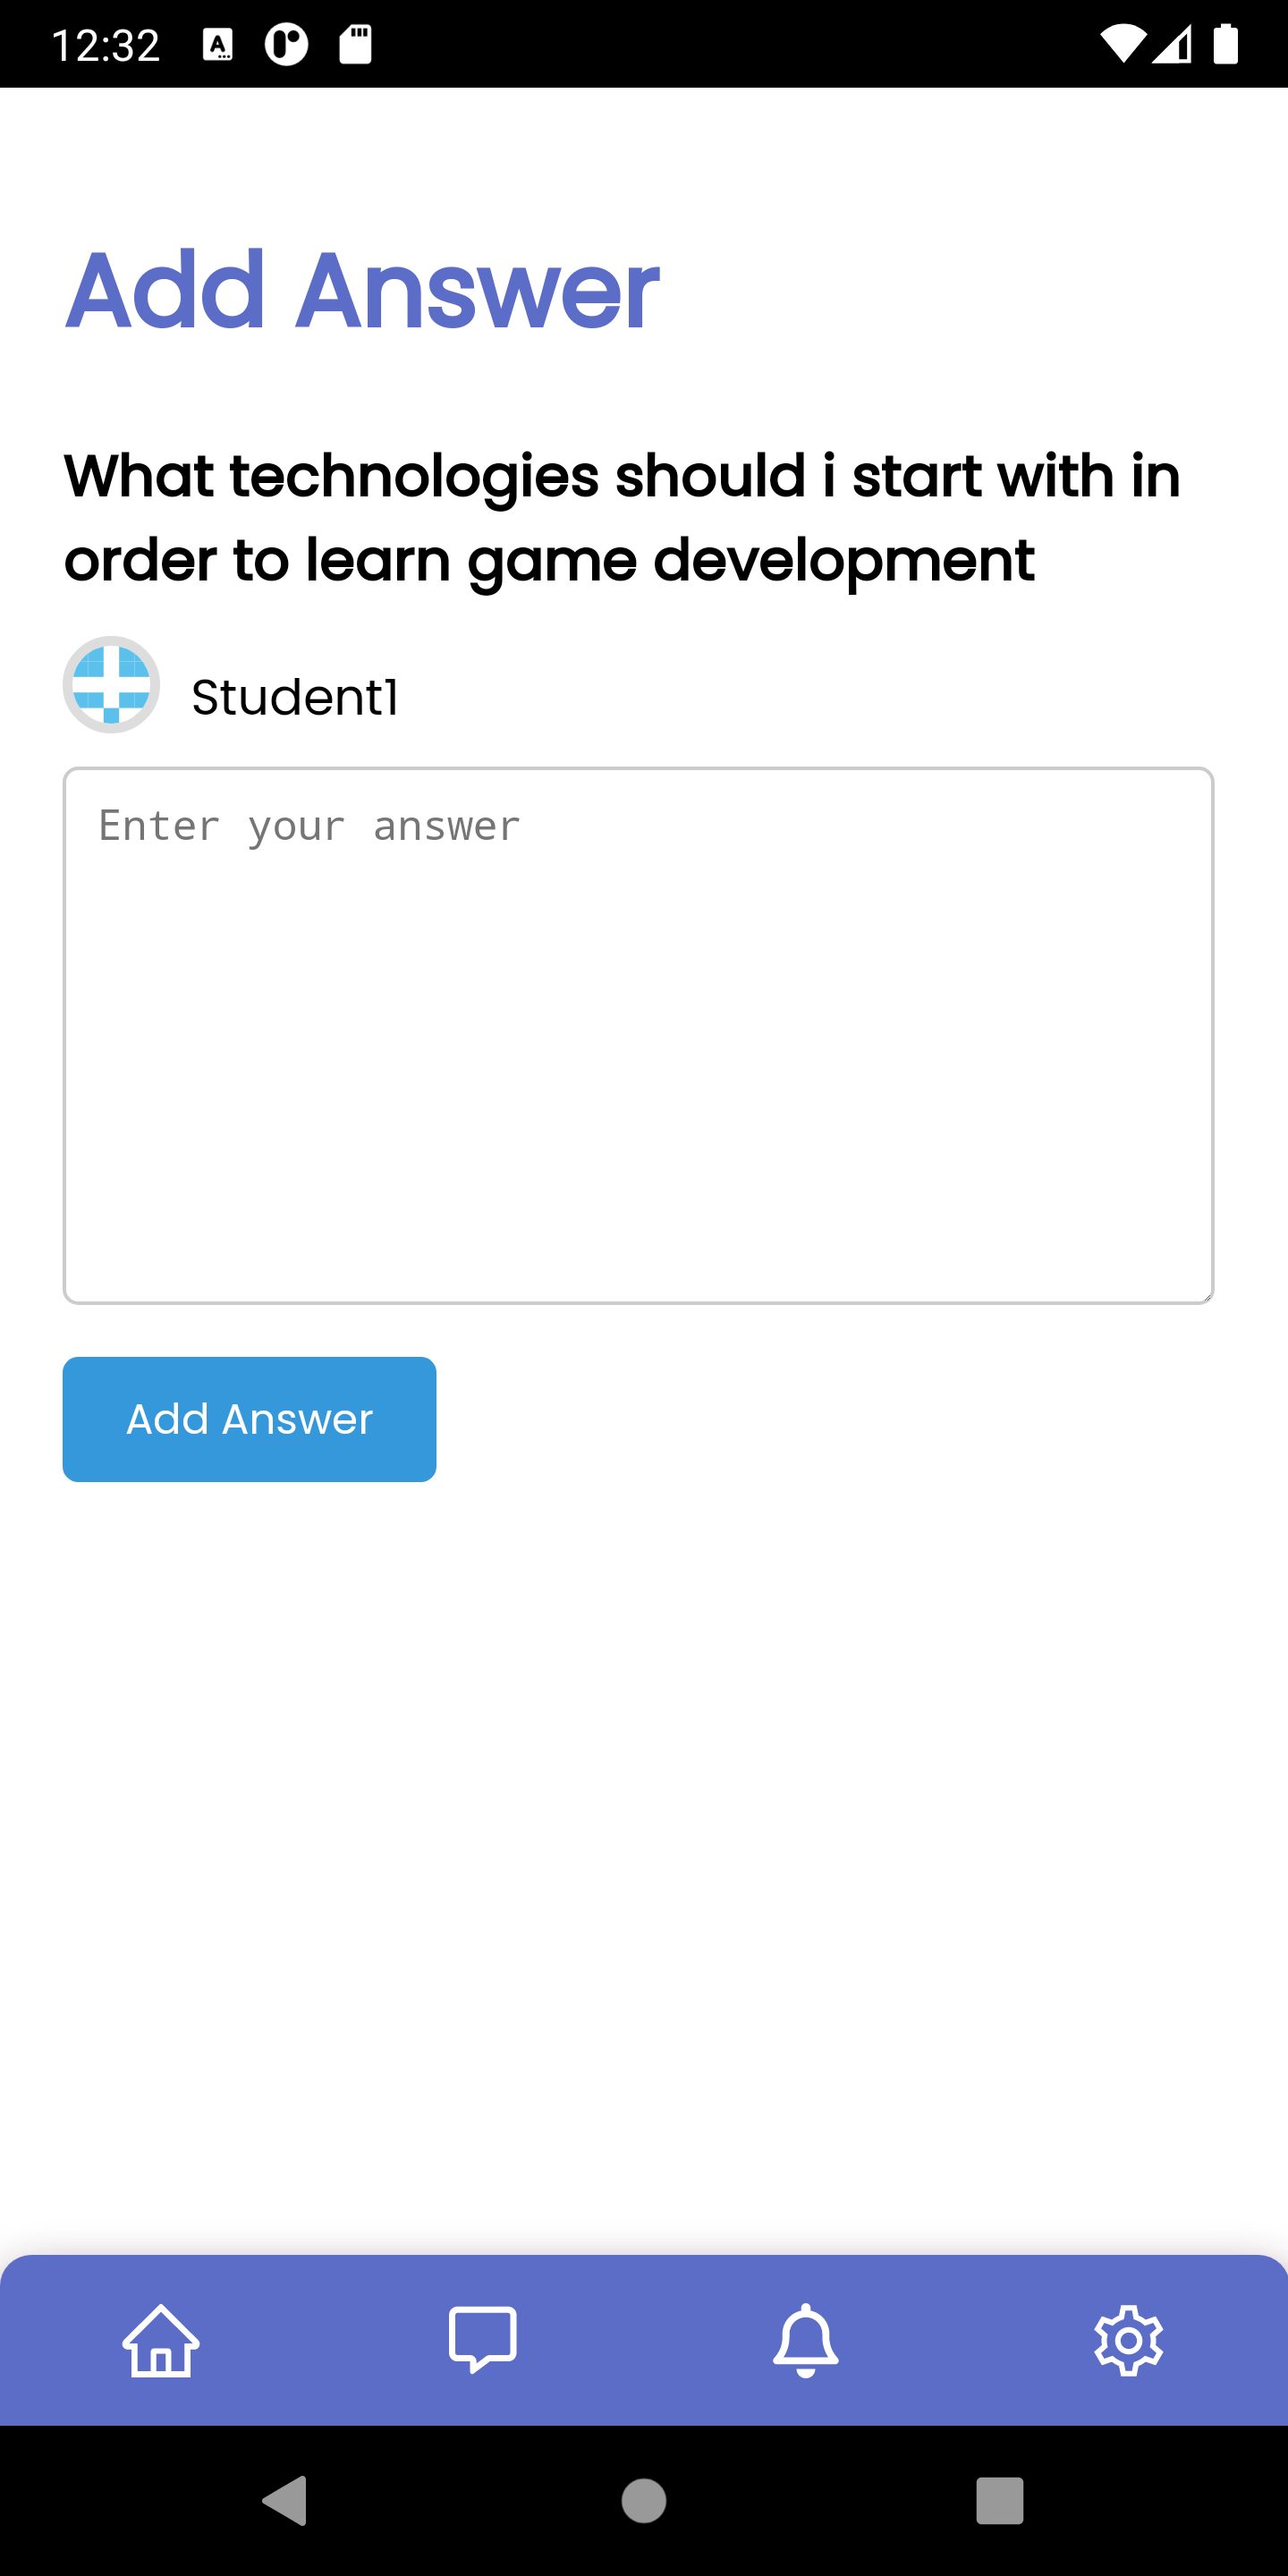 12:32
Add Answer
What technologies should i start with in
order to learn game development
Student1
Enter your answer
Add Answer